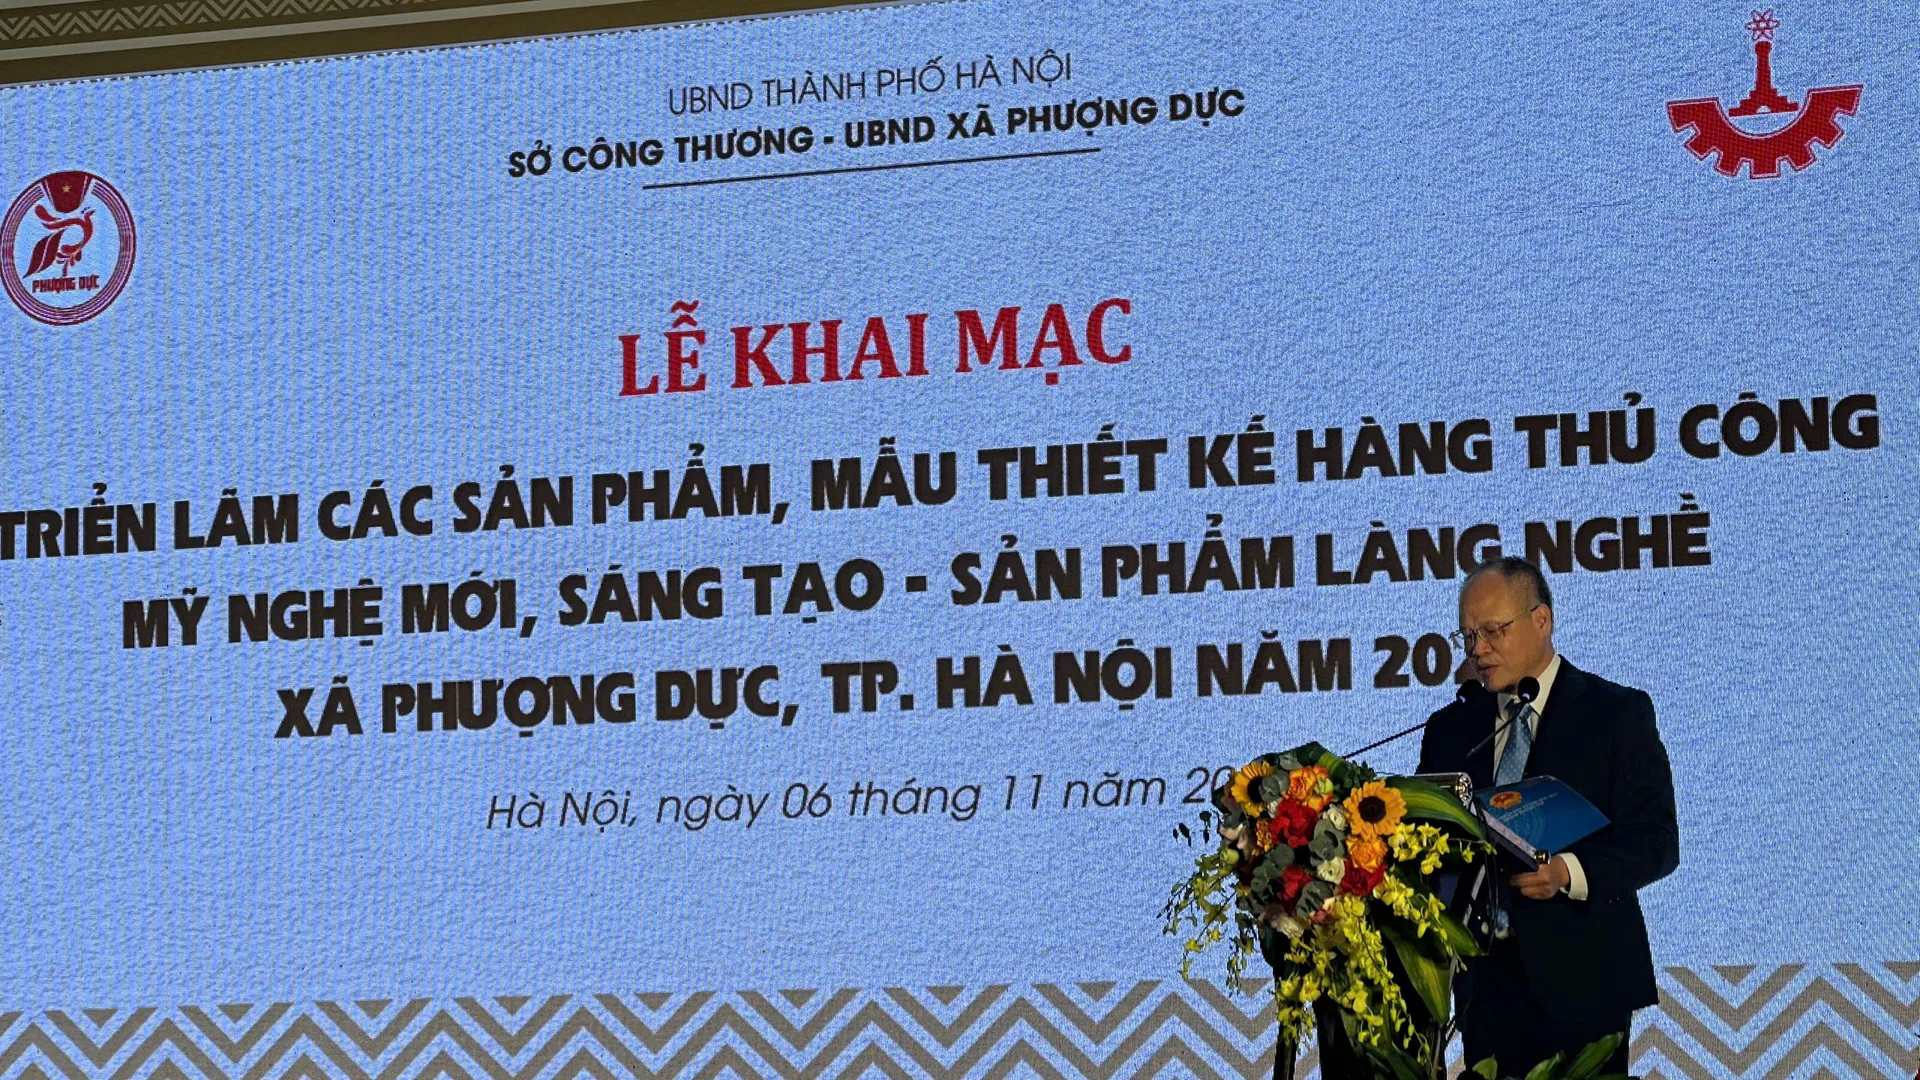 UBND THÀNH PHỐ HÀ NỘI
SỞ CÔNG THƯƠNG - UBND XÃ PHƯỢNG DỰC
PHƯỢNG DỰC
LỄ KHAI MẠC
TRIỂN LÃM CÁC SẢN PHẨM, MẪU THIẾT KẾ HÀNG THỦ CÔNG
MỸ NGHỆ MỚI, SÁNG TẠO - SẢN PHẨM LÀNG NGHỀ
XÃ PHƯỢNG DỰC, TP. HÀ NỘI NĂM
Hà Nội, ngày 06 tháng 11 năm